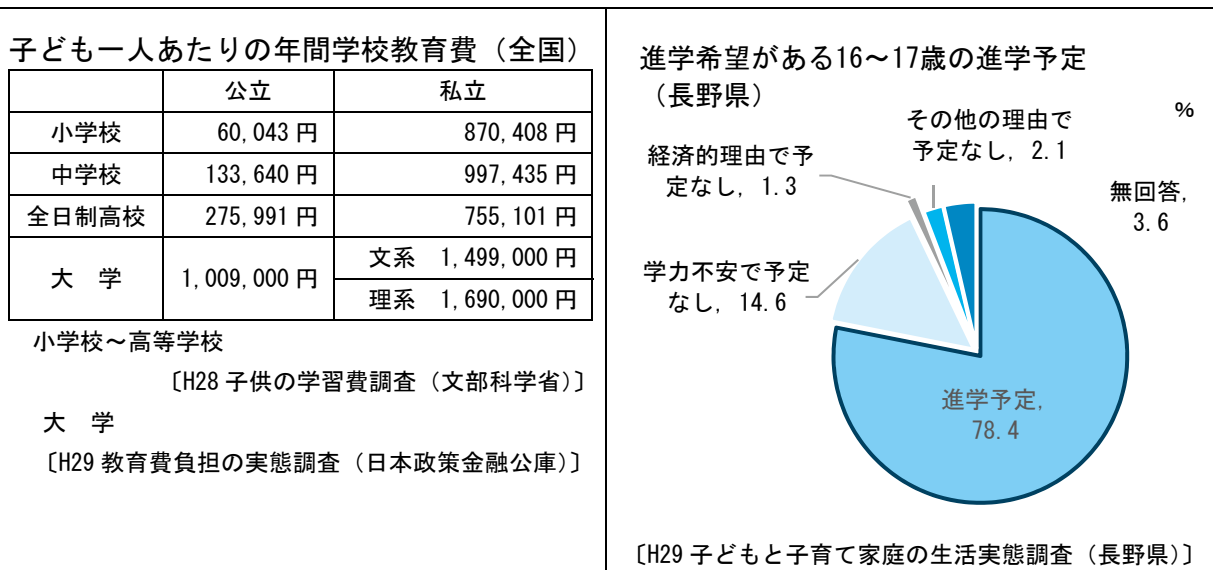 子ども一人あたりの年間学校教育費（全国）
公立 私立
小学校 60,043 円 870,408 円
中学校 133,640 円 997,435 円
全日制高校 275,991 円 755,101 円
大　学 1,009,000 円 文系 1,499,000 円
理系 1,690,000 円
小学校～高等学校
〔H28 子供の学習費調査（文部科学省）〕
大　学
〔H29 教育費負担の実態調査（日本政策金融公庫）〕
進学希望がある16～17歳の進学予定
（長野県）
%
その他の理由で
予定なし, 2.1
経済的理由で予
定なし, 1.3
無回答,
3.6
学力不安で予定
なし, 14.6
進学予定,
78.4
〔H29 子どもと子育て家庭の生活実態調査（長野県）〕